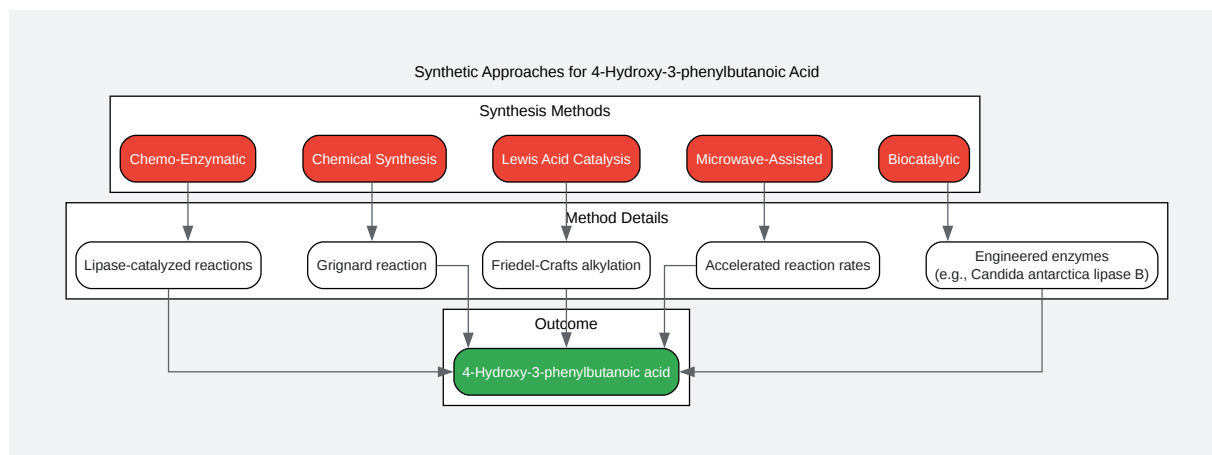 Synthetic Approaches for 4-Hydroxy-3-phenylbutanoic Acid
Synthesis Methods
Chemo-Enzymatic
Chemical Synthesis
Lewis Acid Catalysis
Microwave-Assisted
Biocatalytic
Method Details
Lipase-catalyzed reactions
Grignard reaction
Friedel-Crafts alkylation
Accelerated reaction rates
Engineered enzymes
(e.g., Candida antarctica lipase B)
Outcome
4-Hydroxy-3-phenylbutanoic acid